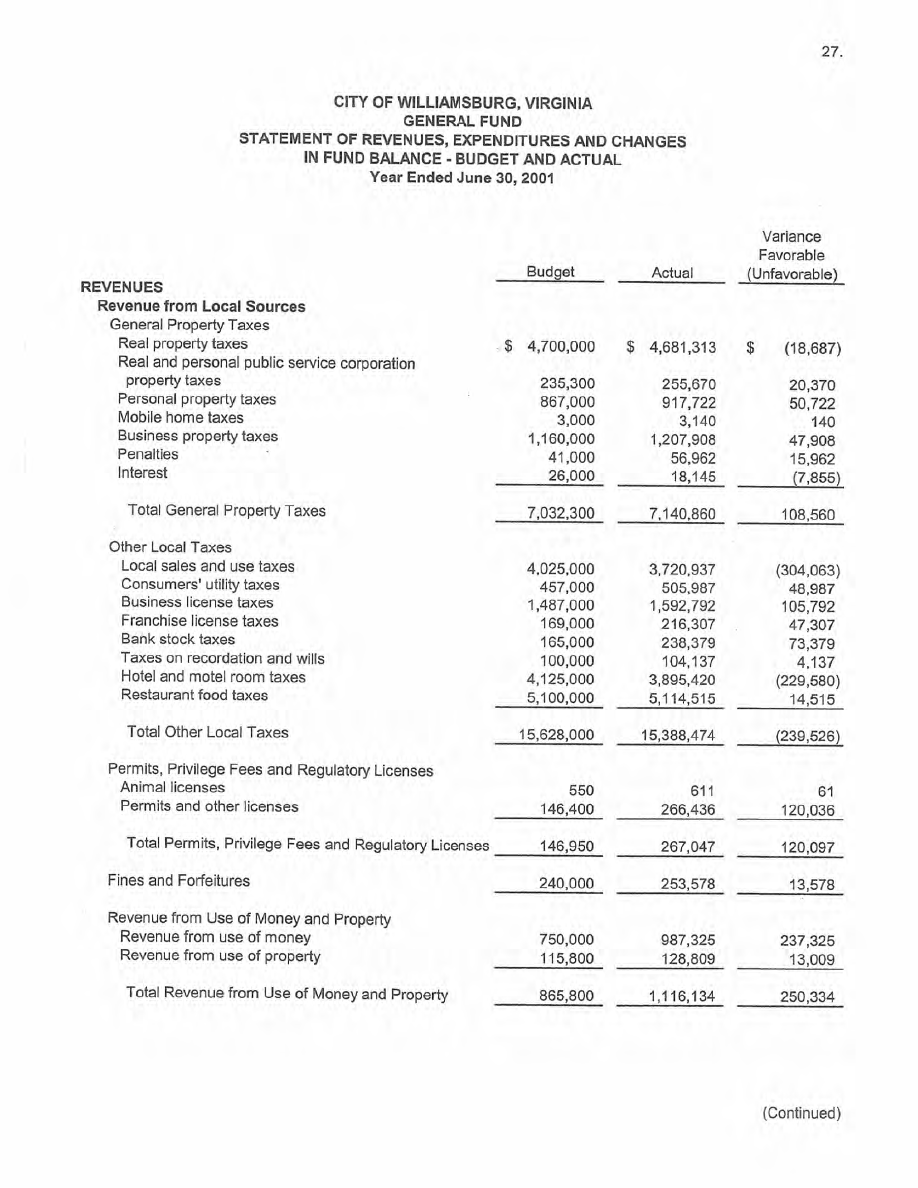 27.
CITY OF WILLIAMSBURG, VIRGINIA
GENERAL FUND
STATEMENT OF REVENUES, EXPENDITURES AND CHANGES
IN FUND BALANCE - BUDGET AND ACTUAL
Year Ended June 30, 2001
Variance
Favorable
Budget Actual (Unfavorable)
REVENUES
Revenue from Local Sources
General Property Taxes
Real property taxes $ 4,700,000 $ 4,681,313 $ (18,687)
Real and personal public service corporation
property taxes 235,300 255,670 20,370
Personal property taxes 867,000 917,722 50,722
Mobile home taxes 3,000 3,140 140
Business property taxes 1,160,000 1,207,908 47,908
Penalties 41,000 56,962 15,962
Interest 26,000 18,145 (7,855)
Total General Property Taxes 7,032,300 7,140,860 108,560
Other Local Taxes
Local sales and use taxes 4,025,000 3,720,937 (304,063)
Consumers' utility taxes 457,000 505,987 48,987
Business license taxes 1,487,000 1,592,792 105,792
Franchise license taxes 169,000 216,307 47,307
Bank stock taxes 165,000 238,379 73,379
Taxes on recordation and wills 100,000 104,137 4,137
Hotel and motel room taxes 4,125,000 3,895,420 (229,580)
Restaurant food taxes 5,100,000 5,114,515 14,515
Total Other Local Taxes 15,628,000 15,388,474 (239,526)
Permits, Privilege Fees and Regulatory Licenses
Animal licenses 550 611 61
Permits and other licenses 146,400 266,436 120,036
Total Permits, Privilege Fees and Regulatory Licenses 146,950 267,047 120,097
Fines and Forfeitures 240,000 253,578 13,578
Revenue from Use of Money and Property
Revenue from use of money 750,000 987,325 237,325
Revenue from use of property 115,800 128,809 13,009
Total Revenue from Use of Money and Property 865,800 1,116,134 250,334
(Continued)